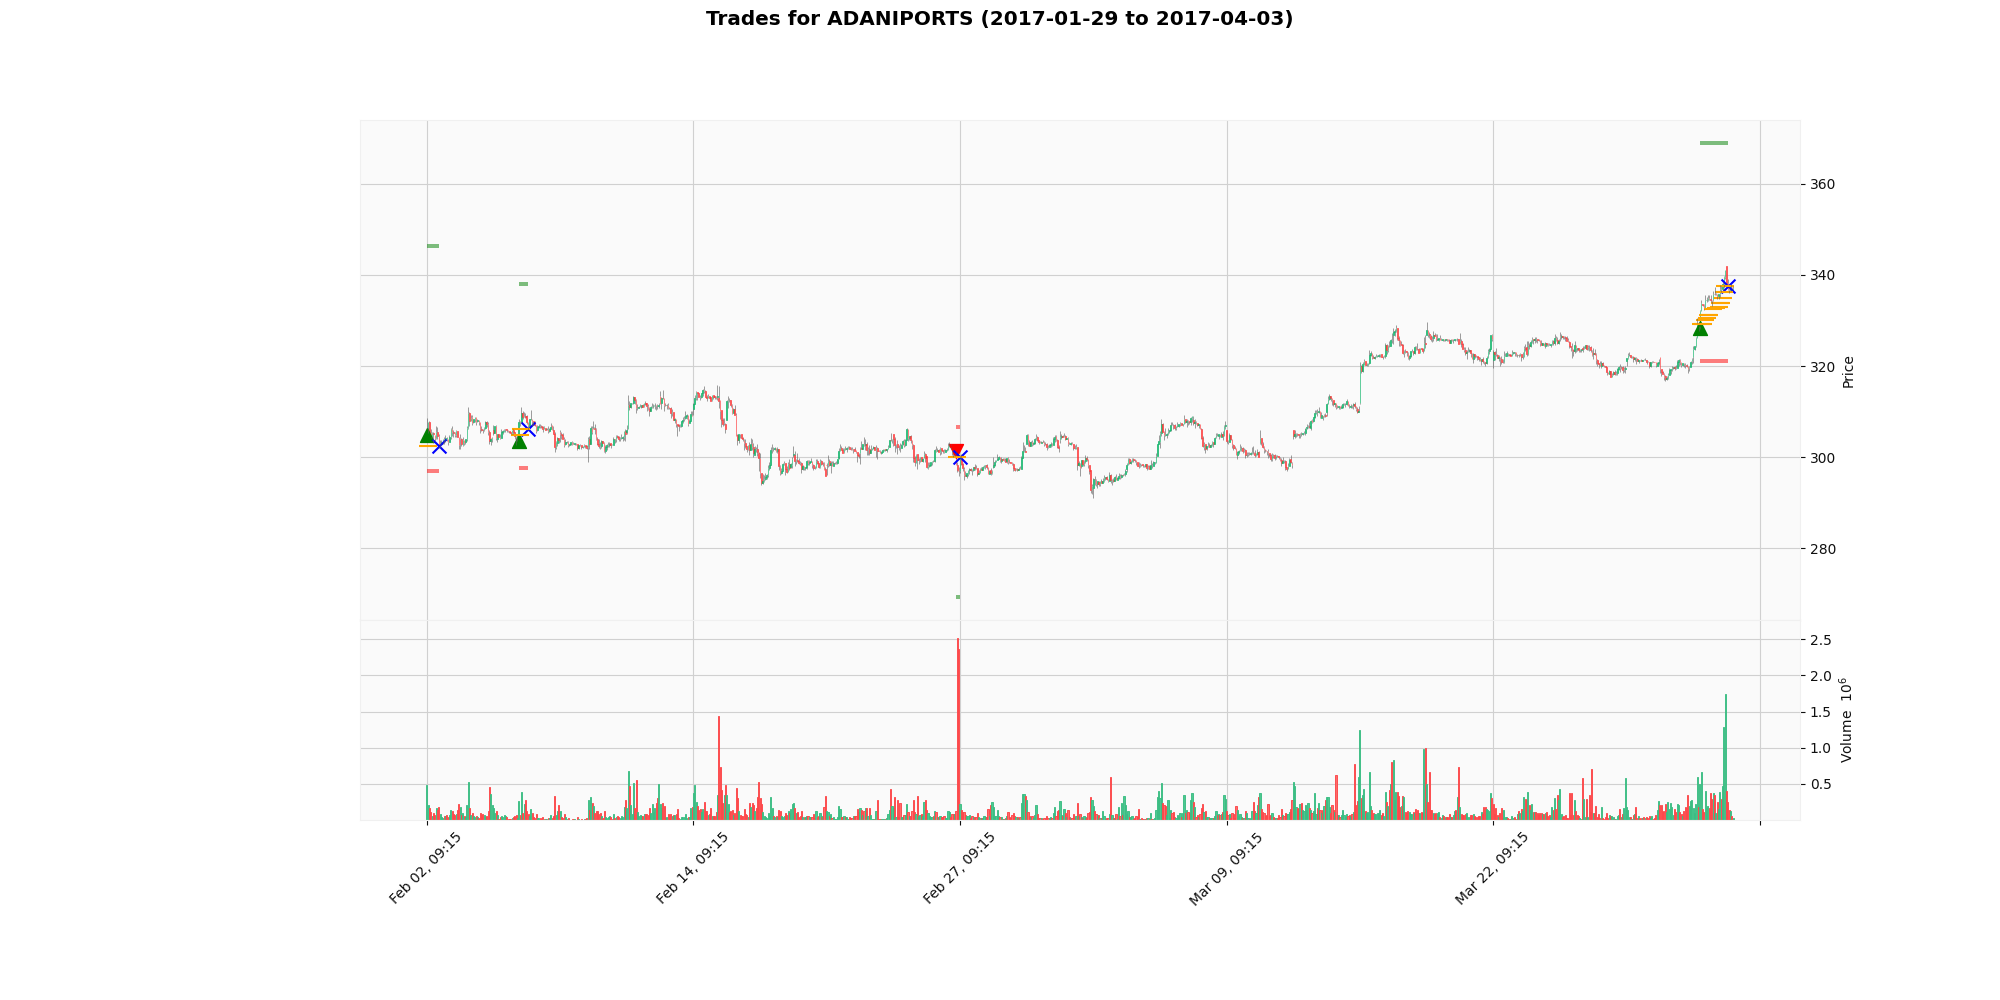 Trades for ADANIPORTS (2017-01-29 to 2017-04-03)
360
340
320
300
280
Price
2.5
2.0
1.5
1.0
0.5
Volume 10^6
Feb 02, 09:15
Feb 14, 09:15
Feb 27, 09:15
Mar 09, 09:15
Mar 22, 09:15